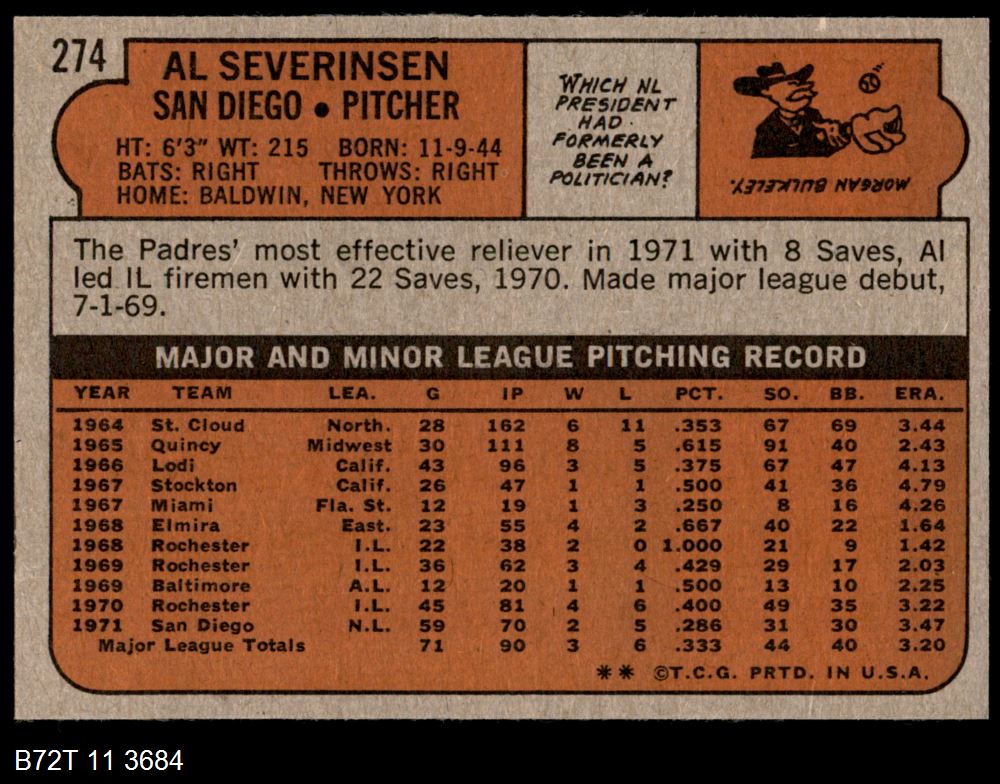 274
AL SEVERINSEN
SAN DIEGO • PITCHER
HT: 6'3" WT: 215 BORN: 11-9-44
BATS: RIGHT THROWS: RIGHT
HOME: BALDWIN, NEW YORK
WHICH NL
PRESIDENT
HAD
FORMERLY
BEEN A
POLITICIAN?
MORGAN BULKELEY.
The Padres' most effective reliever in 1971 with 8 Saves, Al
led IL firemen with 22 Saves, 1970. Made major league debut,
7-1-69.
MAJOR AND MINOR LEAGUE PITCHING RECORD
YEAR TEAM LEA. G IP W L PCT. SO. BB. ERA.
1964 St. Cloud North. 28 162 6 11 .353 67 69 3.44
1965 Quincy Midwest 30 111 8 5 .615 91 40 2.43
1966 Lodi Calif. 43 96 3 5 .375 67 47 4.13
1967 Stockton Calif. 26 47 1 1 .500 41 36 4.79
1967 Miami Fla. St. 12 19 1 3 .250 8 16 4.26
1968 Elmira East. 23 55 4 2 .667 40 22 1.64
1968 Rochester I.L. 22 38 2 0 1.000 21 9 1.42
1969 Rochester I.L. 36 62 3 4 .429 29 17 2.03
1969 Baltimore A.L. 12 20 1 1 .500 13 10 2.25
1970 Rochester I.L. 45 81 4 6 .400 49 35 3.22
1971 San Diego N.L. 59 70 2 5 .286 31 30 3.47
Major League Totals 71 90 3 6 .333 44 40 3.20
** ©T.C.G. PRTD. IN U.S.A.
B72T 11 3684